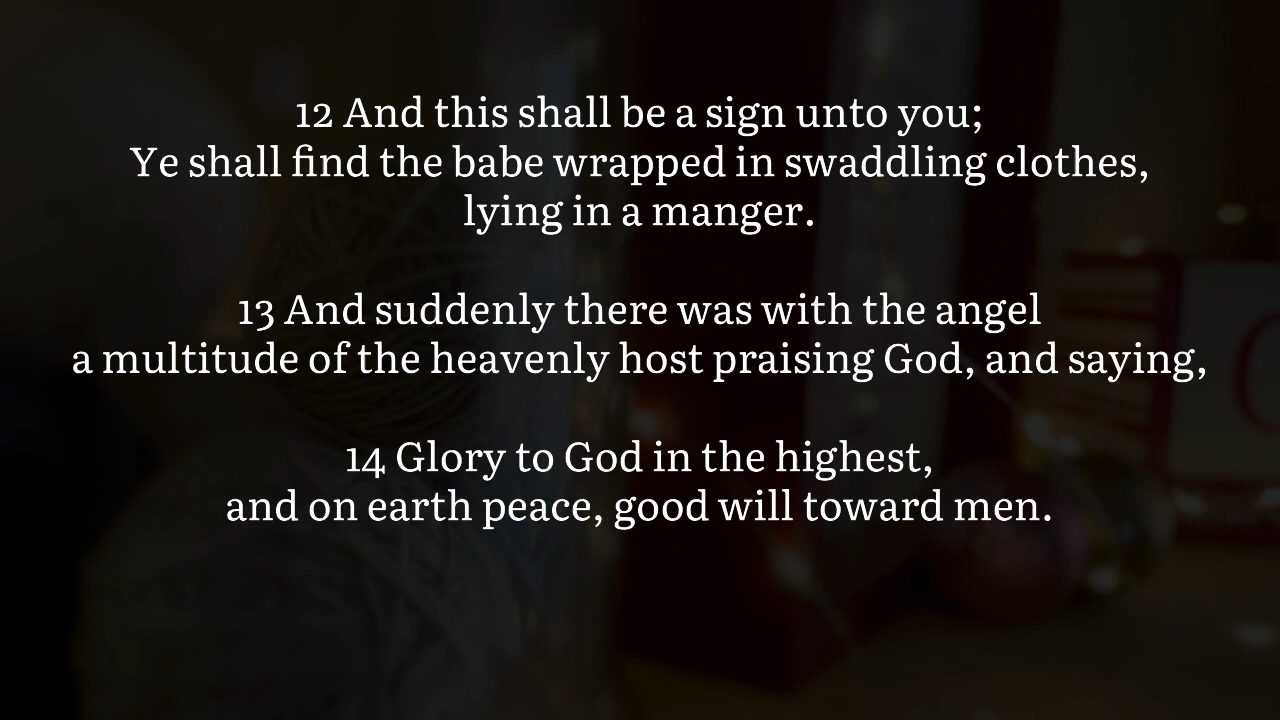 12 And this shall be a sign unto you;
Ye shall find the babe wrapped in swaddling clothes,
lying in a manger.
13 And suddenly there was with the angel
a multitude of the heavenly host praising God, and saying,
14 Glory to God in the highest,
and on earth peace, good will toward men.